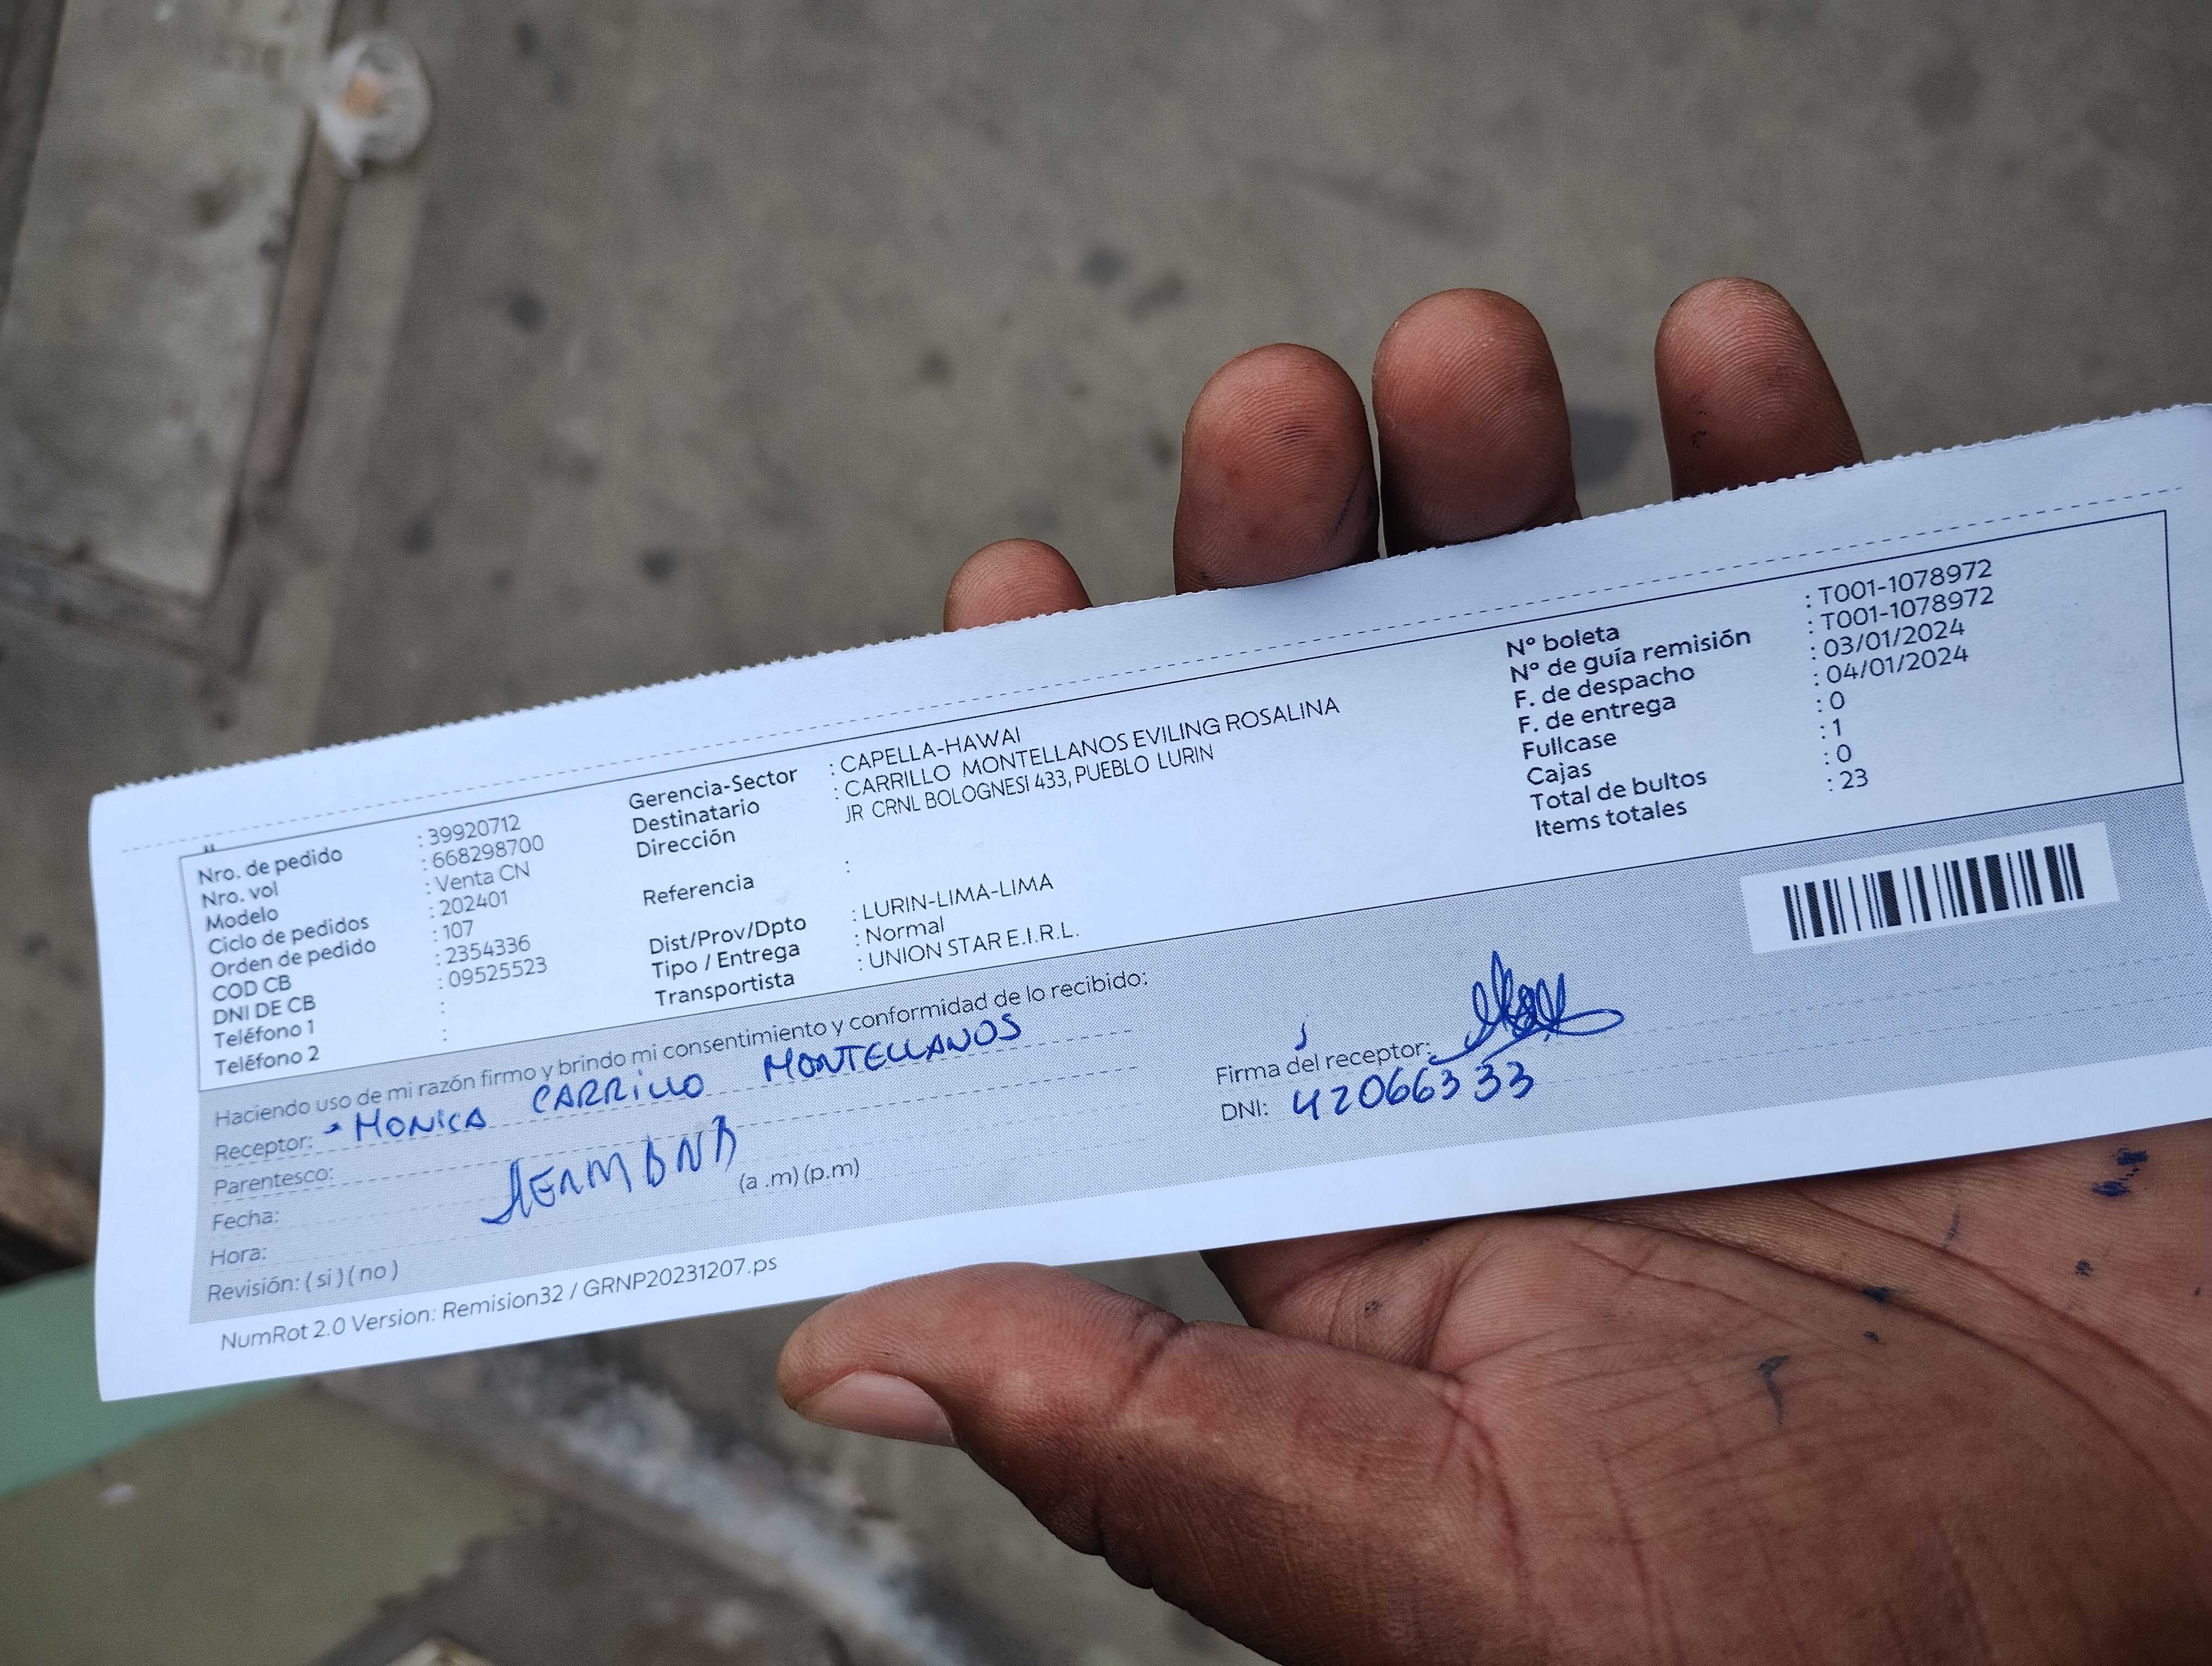 Nro. de pedido : 39920712
Nro. vol : 668298700
Modelo : Venta CN
Ciclo de pedidos : 202401
Orden de pedido : 107
COD CB : 2354336
DNI DE CB : 09525523
Teléfono 1 :
Teléfono 2 :
Gerencia-Sector : CAPELLA-HAWAI
Destinatario : CARRILLO MONTELLANOS EVILING ROSALINA
Dirección : JR CRNL BOLOGNESI 433, PUEBLO LURIN
Referencia :
Dist/Prov/Dpto : LURIN-LIMA-LIMA
Tipo / Entrega : Normal
Transportista : UNION STAR E.I.R.L.
N° boleta : T001-1078972
N° de guía remisión : T001-1078972
F. de despacho : 03/01/2024
F. de entrega : 04/01/2024
Fullcase : 0
Cajas : 1
Total de bultos : 0
Items totales : 23
Haciendo uso de mi razón firmo y brindo mi consentimiento y conformidad de lo recibido:
Receptor: MONICA CARRILLO MONTELLANOS
Parentesco: HERMANA
Fecha:
Hora: (a .m) (p.m)
Revisión: ( si ) ( no )
Firma del receptor:
DNI: 42066333
NumRot 2.0 Version: Remision32 / GRNP20231207.ps